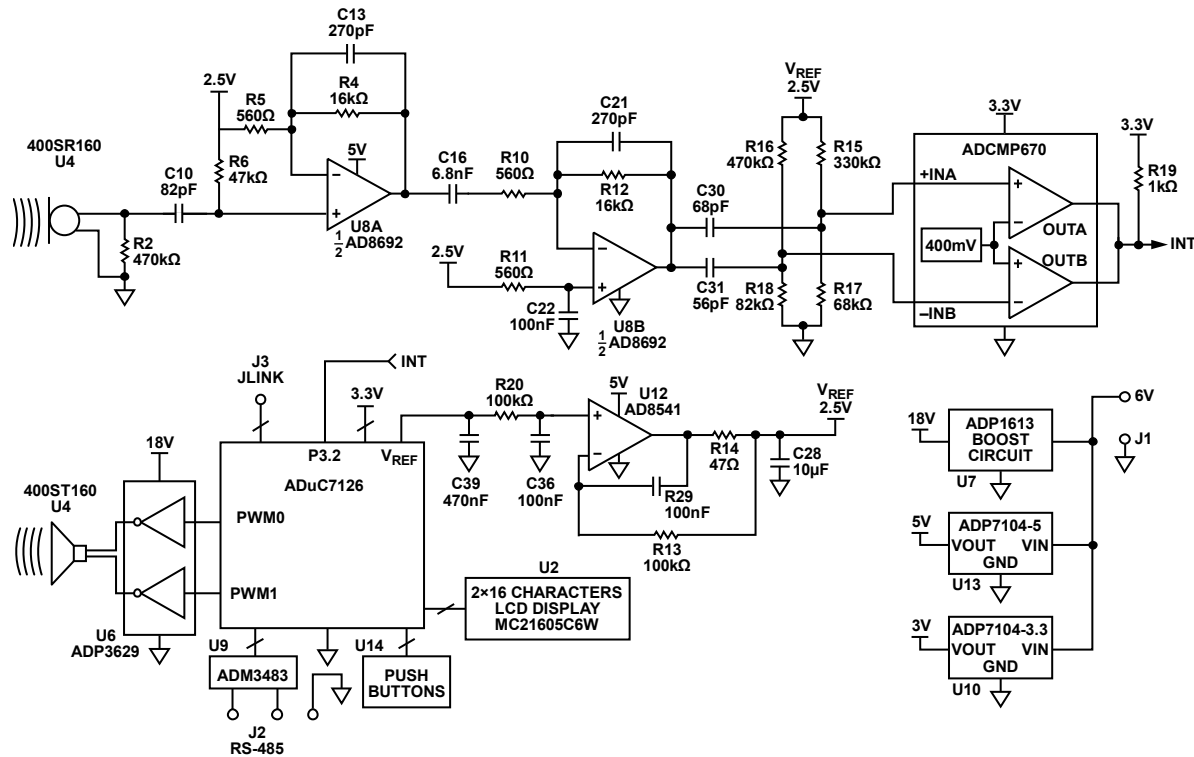 C13
270pF
2.5V
R5
560Ω
R4
16kΩ
400SR160
U4
C10
82pF
R6
47kΩ
5V
C16
6.8nF
R10
560Ω
C21
270pF
R12
16kΩ
−
+
U8A
1/2 AD8692
R2
470kΩ
2.5V
R11
560Ω
C22
100nF
−
+
U8B
1/2 AD8692
C30
68pF
C31
56pF
VREF
2.5V
R16
470kΩ
R15
330kΩ
R18
82kΩ
R17
68kΩ
3.3V
ADCMP670
+INA
+
−
OUTA
400mV
OUTB
+
−
−INB
3.3V
R19
1kΩ
INT
J3
JLINK
INT
3.3V
P3.2
VREF
ADuC7126
PWM0
PWM1
18V
400ST160
U4
U6
ADP3629
U9
ADM3483
J2
RS-485
U14
PUSH
BUTTONS
U2
2×16 CHARACTERS
LCD DISPLAY
MC21605C6W
R20
100kΩ
C39
470nF
C36
100nF
5V
U12
AD8541
+
−
R14
47Ω
R29
100nF
R13
100kΩ
C28
10µF
VREF
2.5V
18V
ADP1613
BOOST
CIRCUIT
U7
6V
J1
5V
ADP7104-5
VOUT VIN
GND
U13
3V
ADP7104-3.3
VOUT VIN
GND
U10